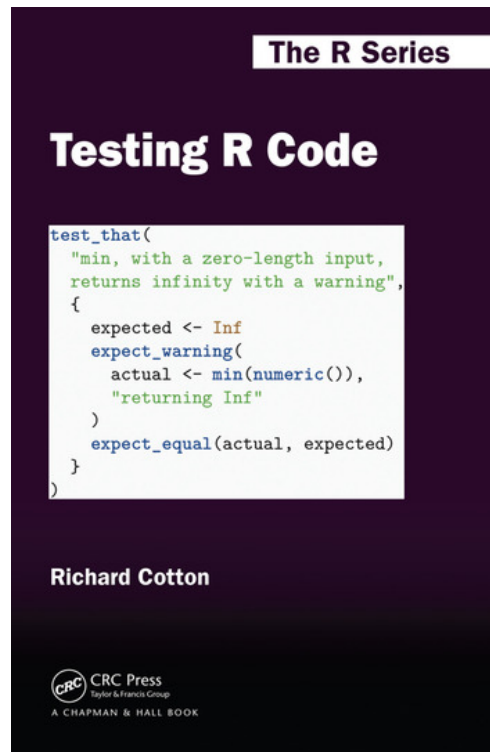 The R Series
Testing R Code
test_that(
  "min, with a zero-length input,
  returns infinity with a warning",
  {
    expected <- Inf
    expect_warning(
      actual <- min(numeric()),
      "returning Inf"
    )
    expect_equal(actual, expected)
  }
)
Richard Cotton
CRC CRC Press
Taylor & Francis Group
A CHAPMAN & HALL BOOK